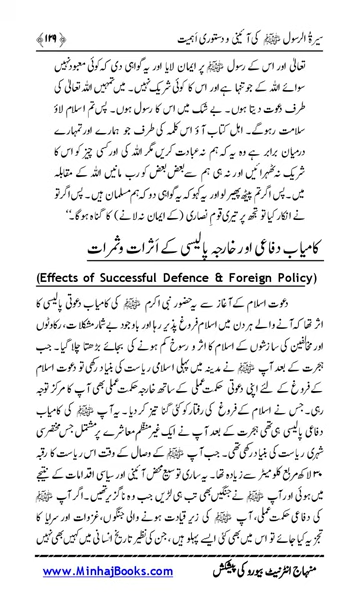 سیرۃ الرسول ﷺ کی آئینی و دستوری اہمیت ﴿ ۱۲۹ ﴾
تعالیٰ اور اس کے رسول ﷺ پر ایمان لایا اور یہ گواہی دی کہ کوئی معبود نہیں
سوائے اللہ کے جو تنہا ہے اور اس کا کوئی شریک نہیں۔ میں تمہیں اللہ تعالیٰ کی
طرف دعوت دیتا ہوں۔ بے شک میں اس کا رسول ہوں۔ پس تم اسلام لاؤ
سلامت رہو گے۔ اہل کتاب آؤ اس کلمہ کی طرف جو ہمارے اور تمہارے
درمیان برابر ہے وہ یہ کہ ہم نہ عبادت کریں مگر اللہ کی اور کسی چیز کو اس کا
شریک نہ ٹھہرائیں اور نہ ہی ہم سے بعض بعض کو رب مانیں اللہ کے مقابلہ
میں۔ پس اگر تم پیٹھ پھیر لو اور یہ کہو کہ یہ گواہی دو کہ ہم مسلمان ہیں۔ پس اگر تو
نے انکار کیا تو تجھ پر تیری قوم نصاریٰ (کے ایمان نہ لانے) کا گناہ ہو گا۔‘‘
کامیاب دفاعی اور خارجہ پالیسی کے اَثرات و ثمرات
(Effects of Successful Defence & Foreign Policy)
دعوت اسلام کے آغاز سے یہ حضور نبی اکرم ﷺ کی کامیاب دعوتی پالیسی کا
اثر تھا کہ آنے والے ہر دن میں اسلام فروغ پذیر رہا اور باوجود بے شمار مشکلات، رکاوٹوں
اور مخالفین کی سازشوں کے اسلام کا اثر و رسوخ کم ہونے کی بجائے بڑھتا چلا گیا۔ جب
ہجرت کے بعد آپ ﷺ نے مدینہ میں پہلی اسلامی ریاست کی بنیاد رکھی تو دعوت اسلام
کے فروغ کے لئے اپنی دعوتی حکمت عملی کے ساتھ خارجہ حکمت عملی بھی آپ کا مرکز توجہ
رہی۔ جس نے اسلام کے فروغ کی رفتار کو کئی گنا تیز کر دیا۔ یہ آپ ﷺ کی کامیاب
دفاعی پالیسی ہی تھی ہجرت کے بعد آپ نے ایک غیر منظم معاشرے پر مشتمل جس مختصر سی
شہری ریاست کی بنیاد رکھی تھی۔ جب آپ ﷺ کے وصال کے وقت اس ریاست کا رقبہ
۳۰ لاکھ مربع کلو میٹر سے زیادہ تھا۔ یہ ساری توسیع محض آئینی اور سیاسی اقدامات کے نتیجے
میں ہوئی اور آپ ﷺ نے جنگیں بھی تب ہی لڑیں جب وہ ناگزیر تھیں۔ اگر آپ ﷺ
کی دفاعی حکمت عملی، آپ ﷺ کی زیر قیادت ہونے والی جنگوں، غزوات اور سرایا کا
تجزیہ کیا جائے تو اس میں بھی کئی ایسے پہلو ہیں، جن کی نظیر تاریخ انسانی میں کہیں بھی نہیں
منہاج انٹرنیٹ بیورو کی پیشکش www.MinhajBooks.com